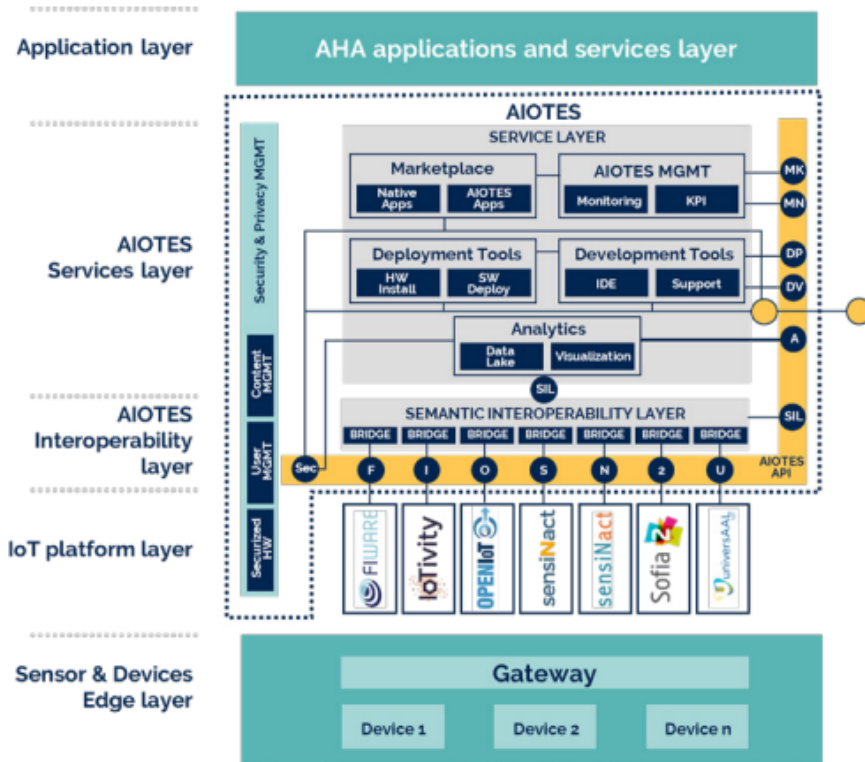 Application layer
AHA applications and services layer
AIOTES
SERVICE LAYER
Security & Privacy MGMT
AIOTES
Services layer
Marketplace
Native
Apps
AIOTES
Apps
AIOTES MGMT
Monitoring
KPI
MK
MN
Deployment Tools
HW
Install
SW
Deploy
Development Tools
IDE
Support
DP
DV
Analytics
Data
Lake
Visualization
A
Content
MGMT
SIL
AIOTES
Interoperability
layer
SEMANTIC INTEROPERABILITY LAYER
SIL
BRIDGE
BRIDGE
BRIDGE
BRIDGE
BRIDGE
BRIDGE
BRIDGE
User
MGMT
Sec
F
I
O
S
N
2
U
AIOTES
API
IoT platform layer
Securized
HW
FIWARE
IoTivity
OPENIoT
sensiNact
sensiNact
Sofia2
universAAL
Sensor & Devices
Edge layer
Gateway
Device 1
Device 2
Device n